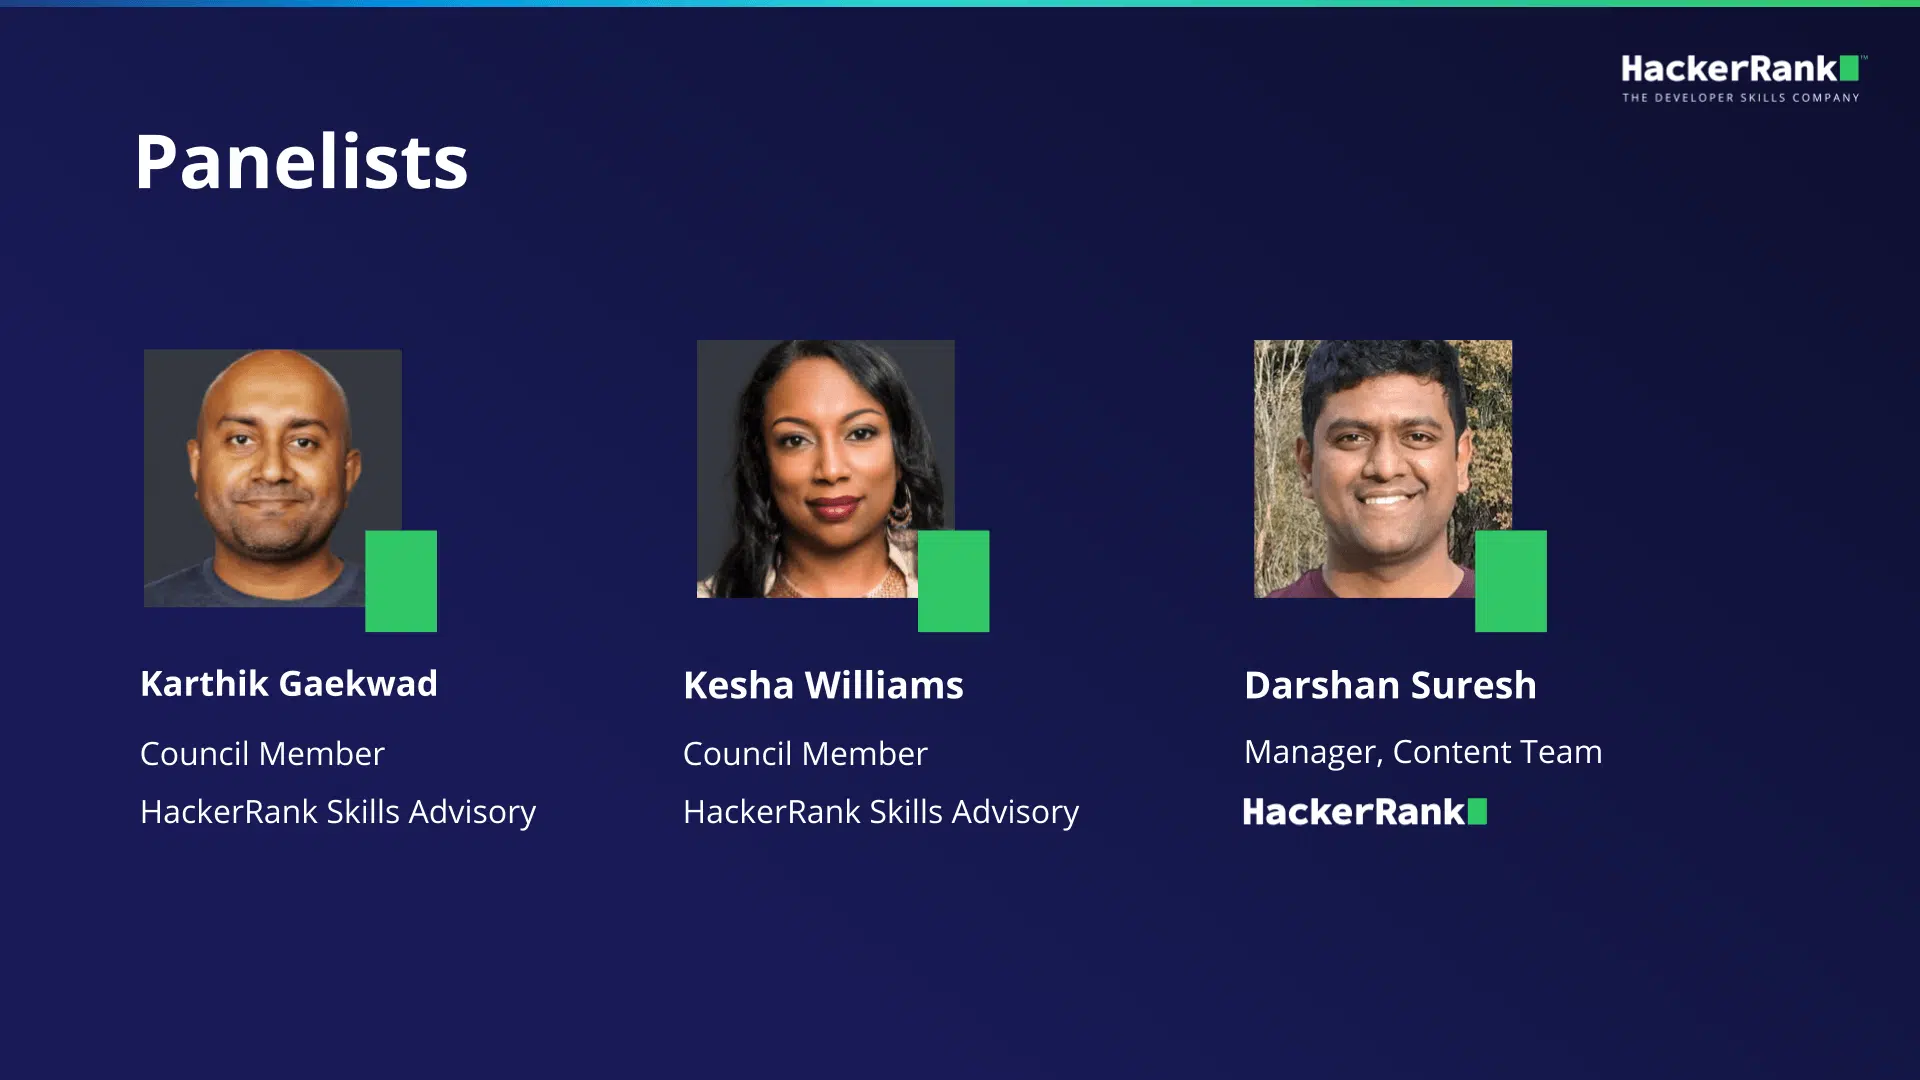 HackerRank™
THE DEVELOPER SKILLS COMPANY
Panelists
Karthik Gaekwad
Council Member
HackerRank Skills Advisory
Kesha Williams
Council Member
HackerRank Skills Advisory
Darshan Suresh
Manager, Content Team
HackerRank